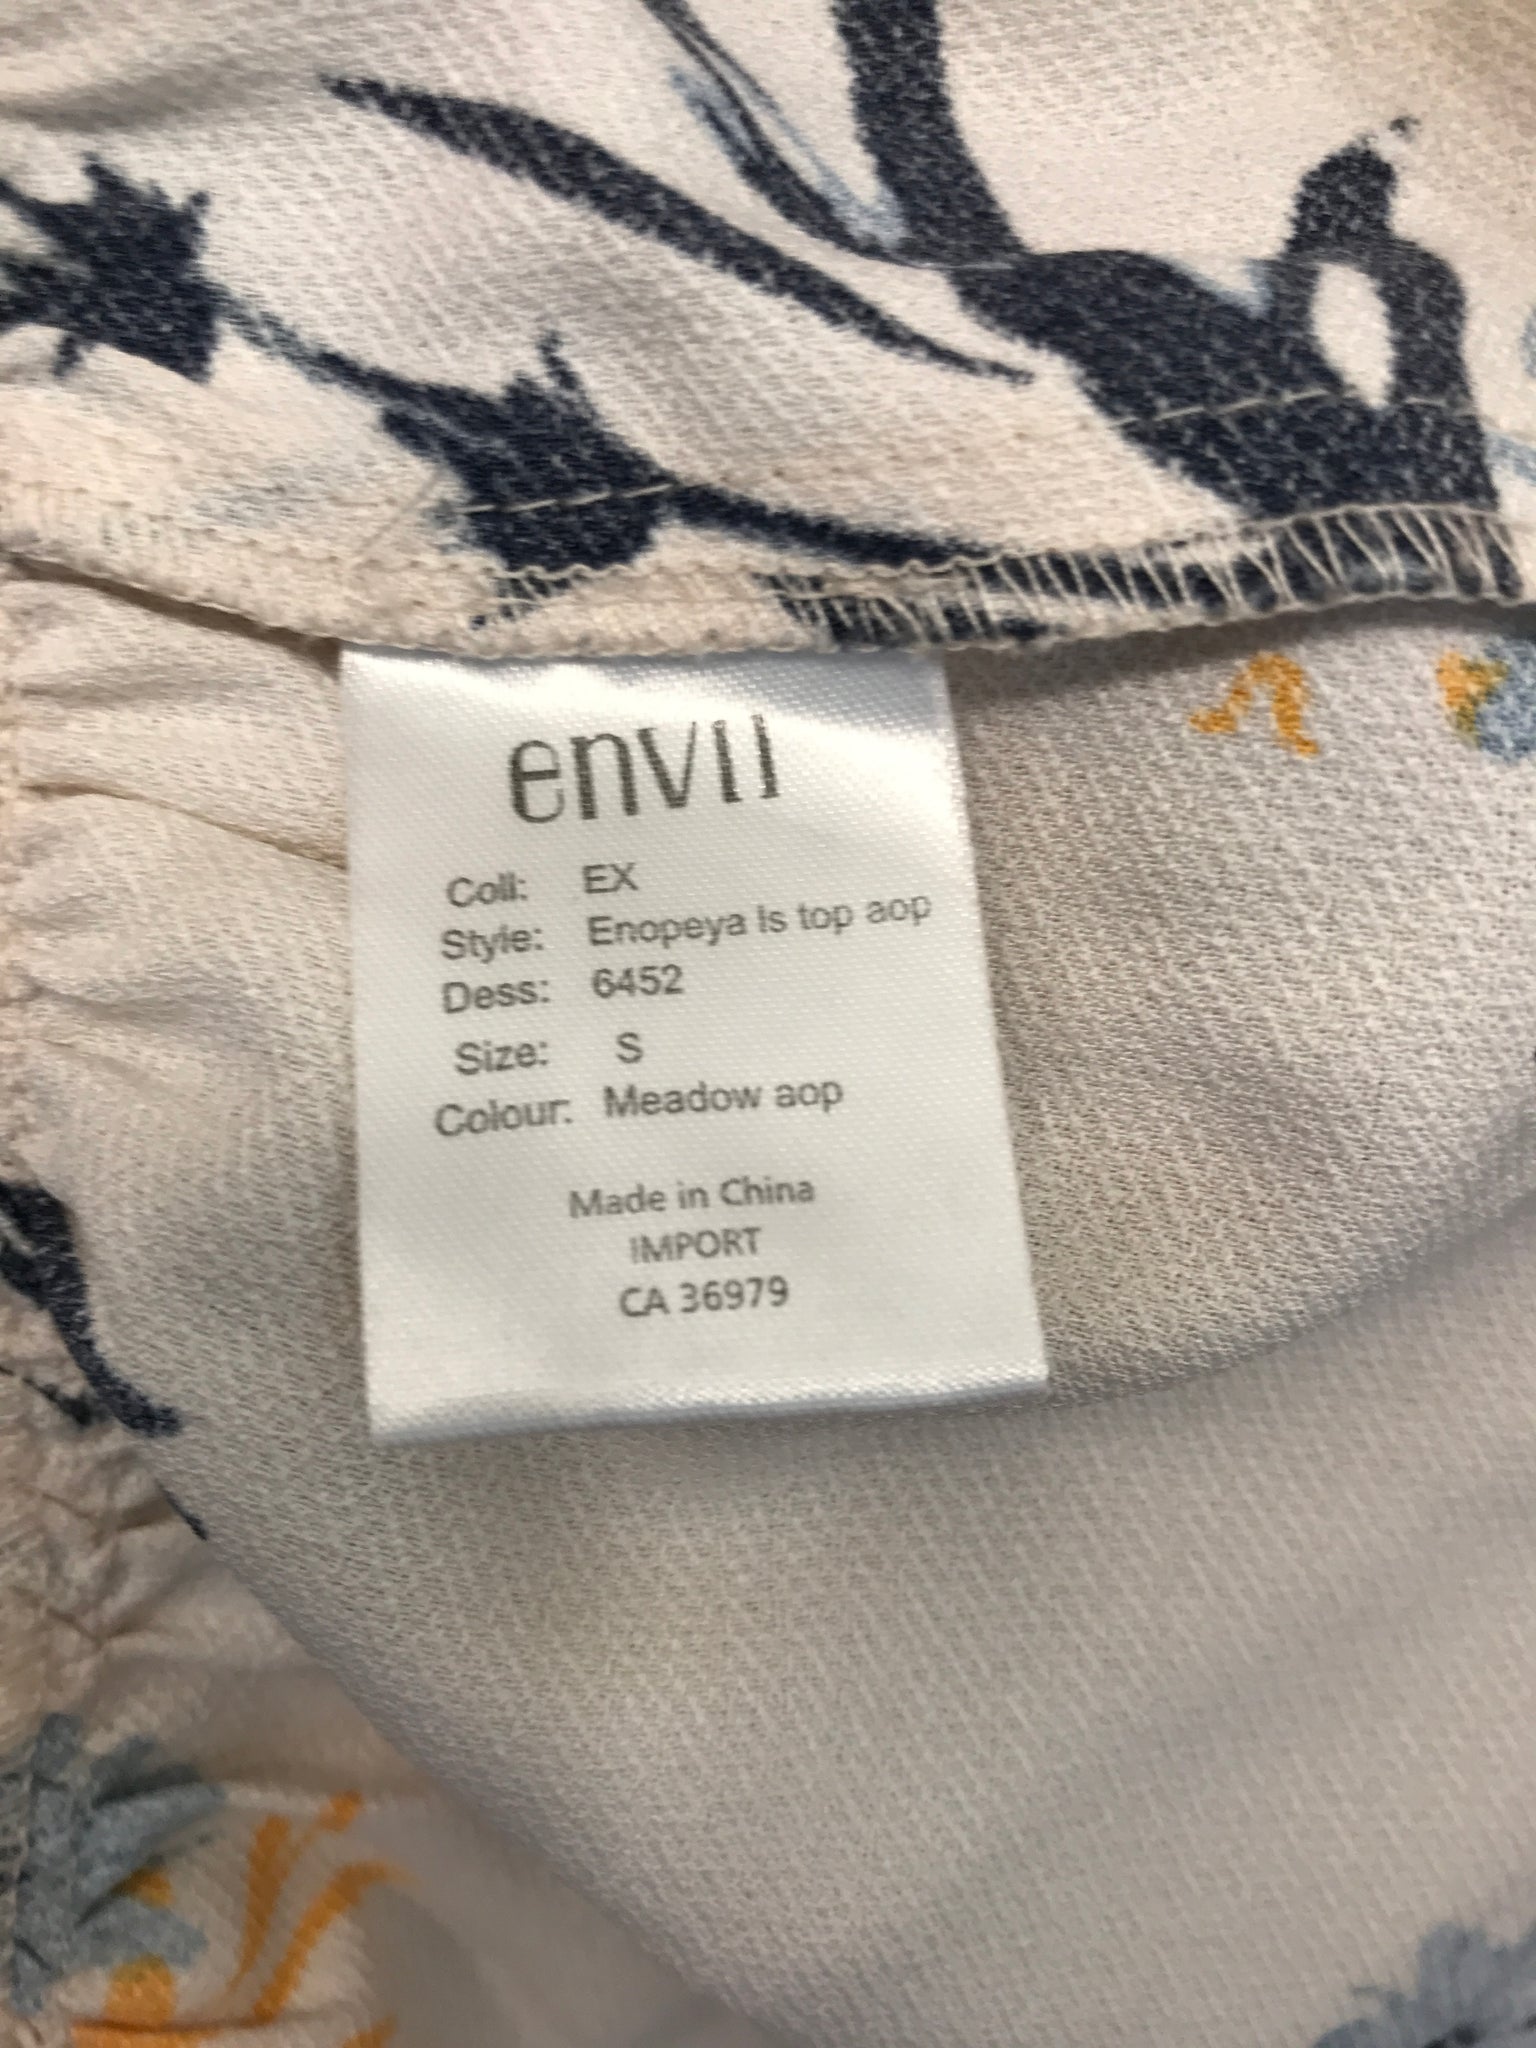 envii
Coll: EX
Style: Enopeya ls top aop
Dess: 6452
Size: S
Colour: Meadow aop
Made in China
IMPORT
CA 36979